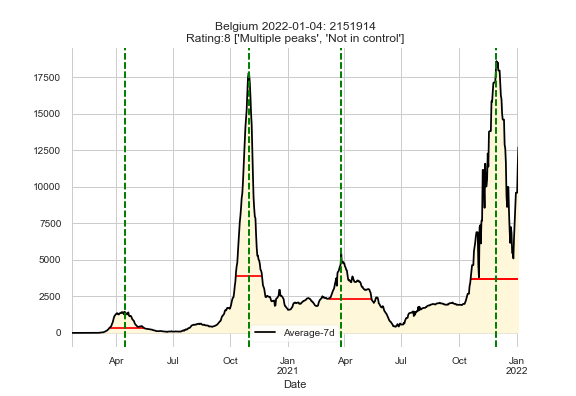 Belgium 2022-01-04: 2151914
Rating:8 ['Multiple peaks', 'Not in control']
17500
15000
12500
10000
7500
5000
2500
0
Average-7d
Apr Jul Oct Jan Apr Jul Oct Jan
2021 2022
Date